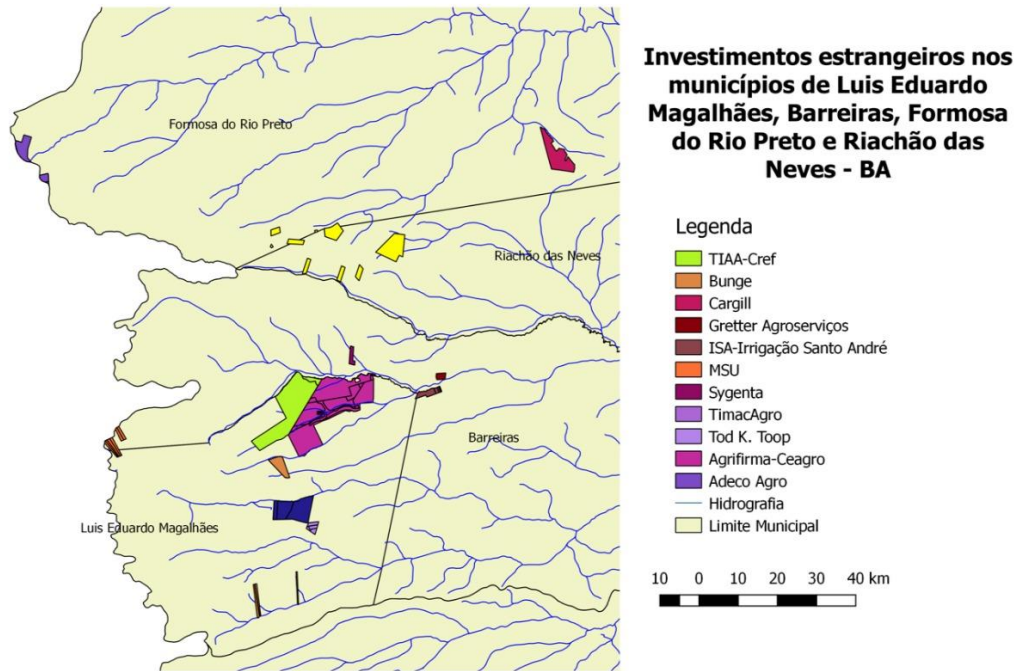 Investimentos estrangeiros nos
municípios de Luis Eduardo
Magalhães, Barreiras, Formosa
do Rio Preto e Riachão das
Neves - BA
Formosa do Rio Preto
Riachão das Neves
Barreiras
Luis Eduardo Magalhães
Legenda
TIAA-Cref
Bunge
Cargill
Gretter Agroserviços
ISA-Irrigação Santo André
MSU
Sygenta
TimacAgro
Tod K. Toop
Agrifirma-Ceagro
Adeco Agro
Hidrografia
Limite Municipal
10 0 10 20 30 40 km